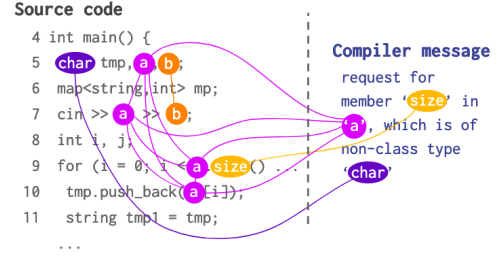 Source code
4 int main() {
5 char tmp, a, b;
6 map<string,int> mp;
7 cin >> a >> b;
8 int i, j;
9 for (i = 0; i < a.size() ...
10 tmp.push_back(a[i]);
11 string tmp1 = tmp;
...
Compiler message
request for
member ‘size’ in
‘a’, which is of
non-class type
‘char’